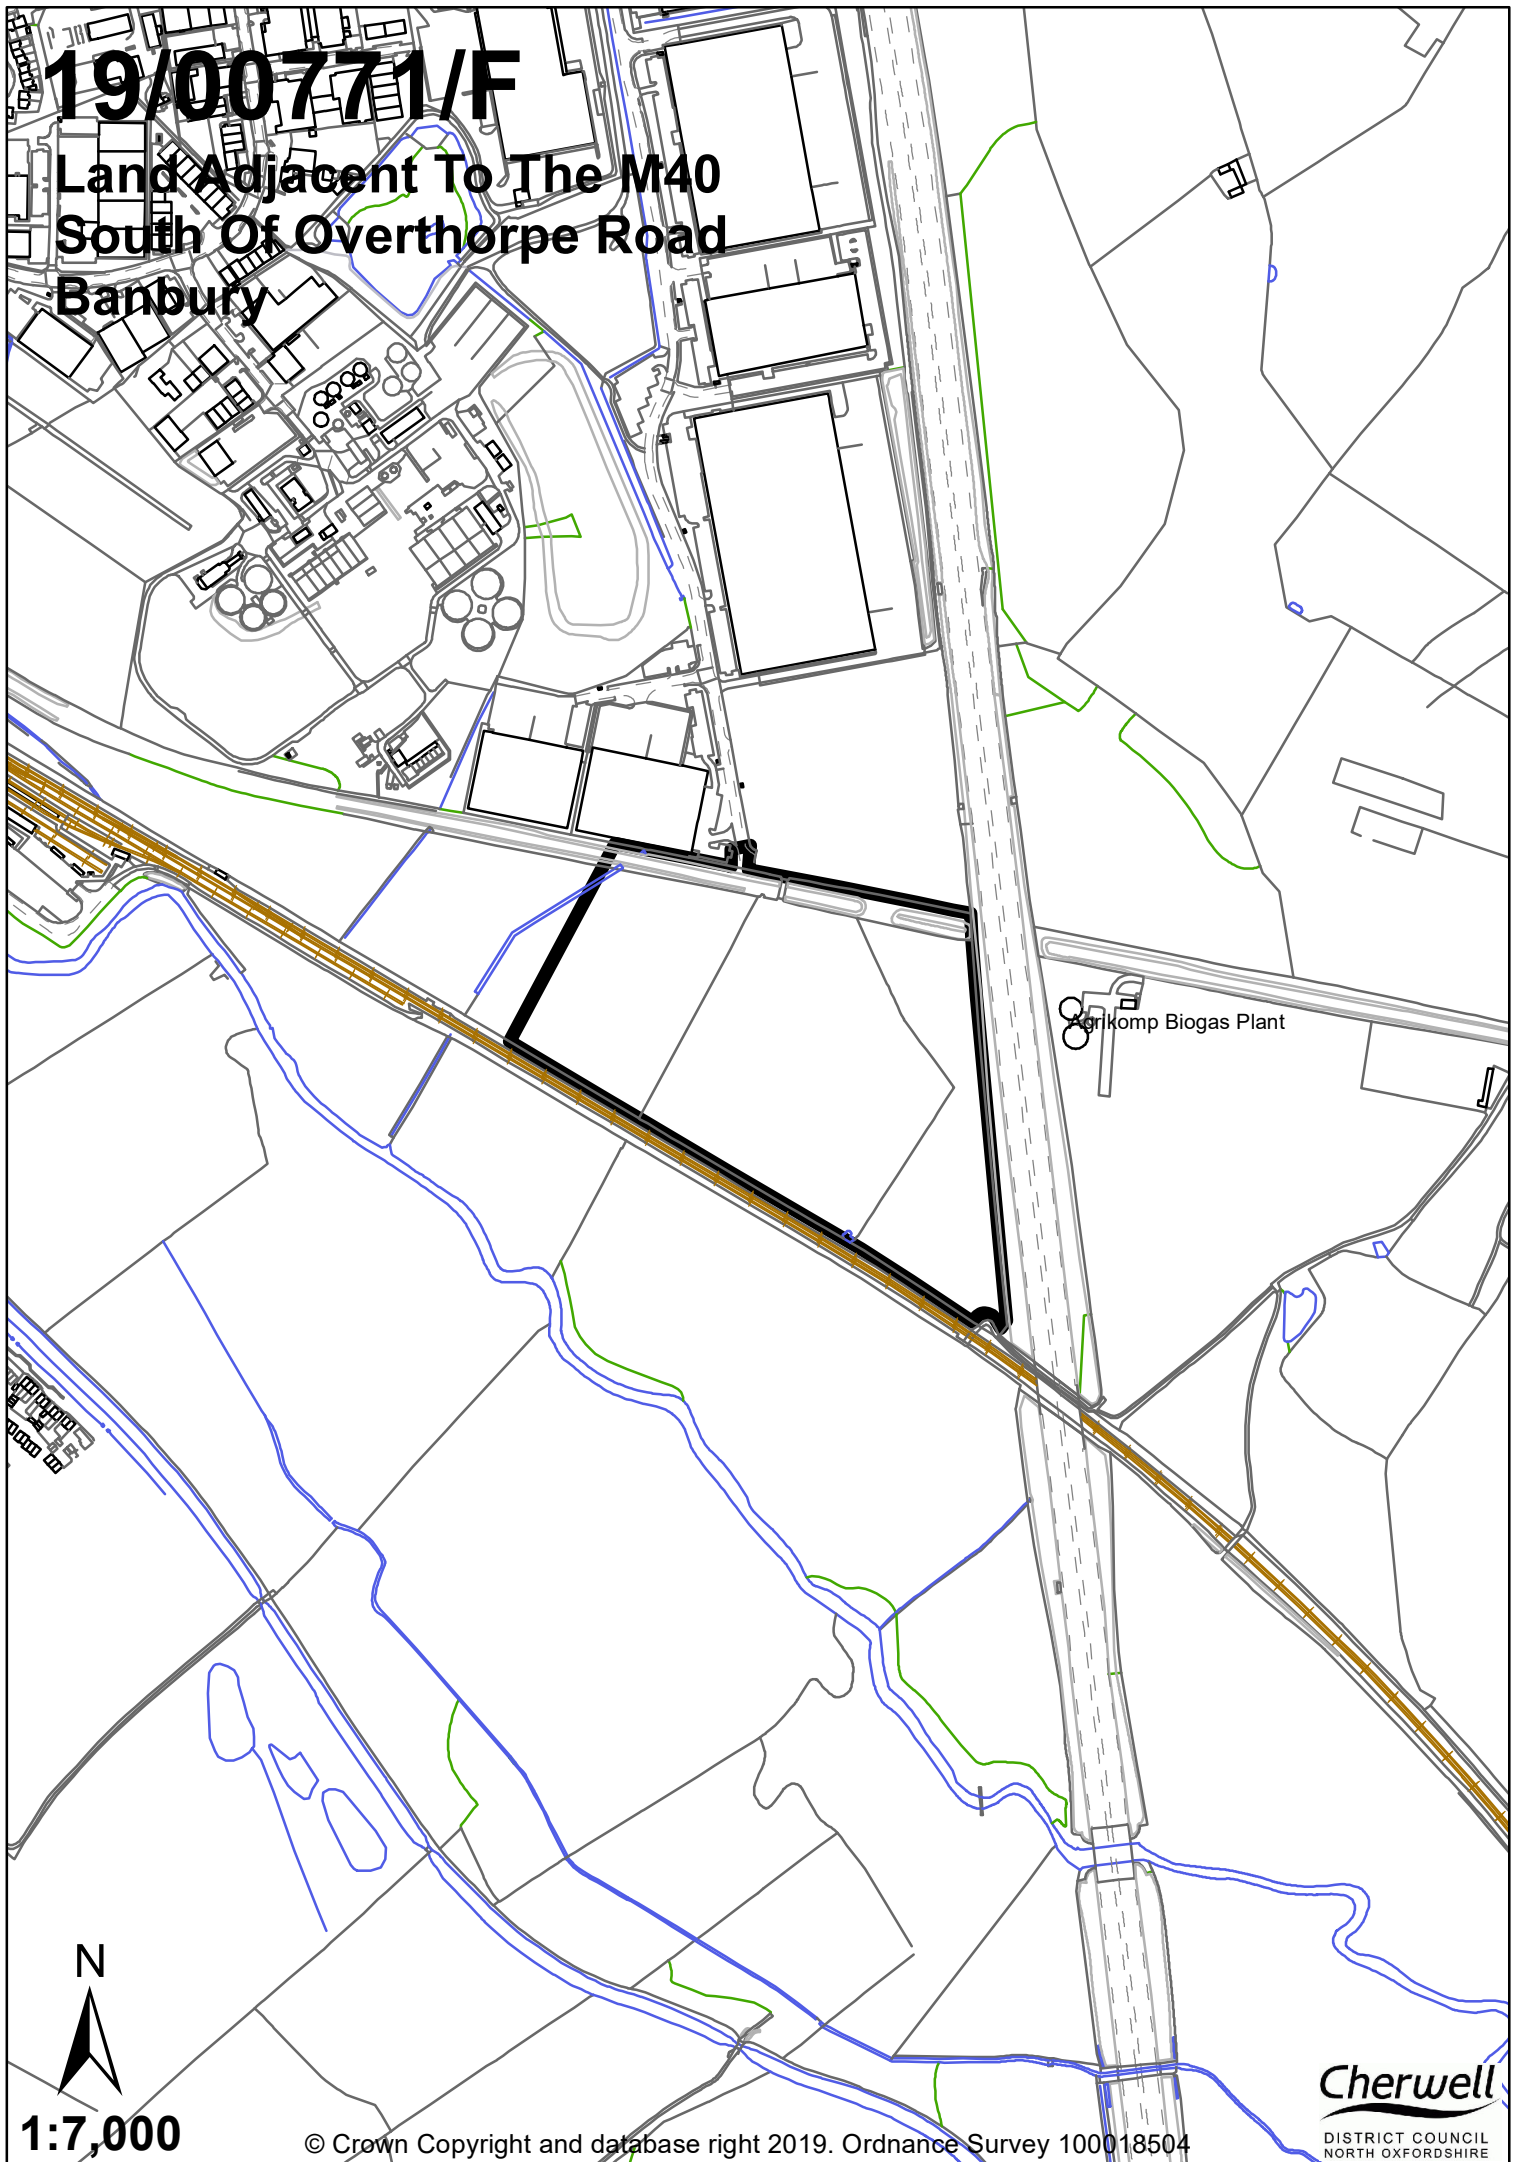 19/00771/F
Land Adjacent To The M40
South Of Overthorpe Road
Banbury
Agrikomp Biogas Plant
N
1:7,000
© Crown Copyright and database right 2019. Ordnance Survey 100018504
Cherwell
DISTRICT COUNCIL
NORTH OXFORDSHIRE